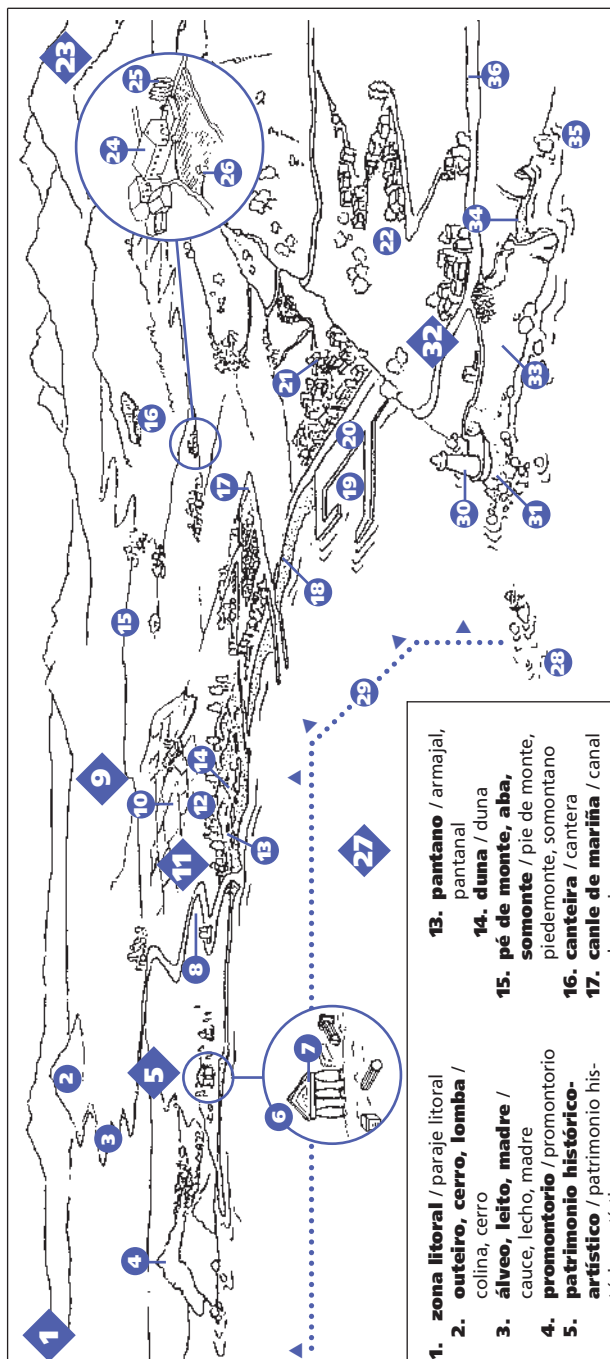 1
2
3
4
5
6
7
8
9
10
11
12
13
14
15
16
17
18
19
20
21
22
23
24
25
26
27
28
29
30
31
32
33
34
35
36
1. zona litoral / paraje litoral
2. outeiro, cerro, lomba /
colina, cerro
3. álveo, leito, madre /
cauce, lecho, madre
4. promontorio / promontorio
5. patrimonio histórico-
artístico / patrimonio his-
13. pantano / armajal,
pantanal
14. duna / duna
15. pé de monte, aba,
somonte / pie de monte,
piedemonte, somontano
16. canteira / cantera
17. canle de mariña / canal